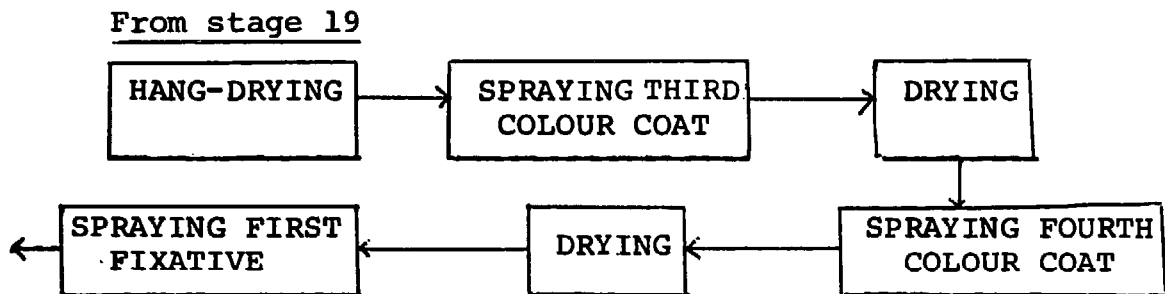 From stage 19
HANG-DRYING
SPRAYING THIRD
COLOUR COAT
DRYING
SPRAYING FOURTH
COLOUR COAT
DRYING
SPRAYING FIRST
FIXATIVE